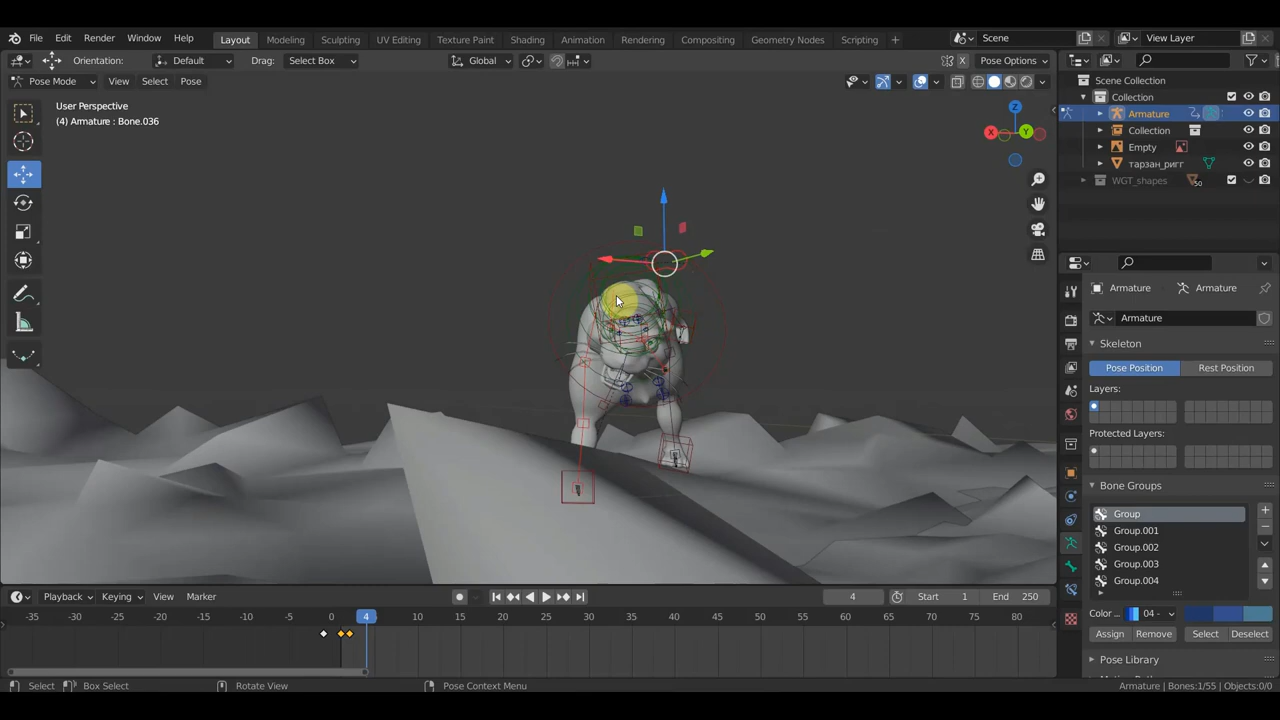 File Edit Render Window Help Layout Modeling Sculpting UV Editing Texture Paint Shading Animation Rendering Compositing Geometry Nodes Scripting Scene View Layer
Orientation: Default Drag: Select Box Global Pose Options
Pose Mode View Select Pose
User Perspective
(4) Armature : Bone.036
X Y Z
Scene Collection
Collection
Armature
Collection
Empty
тарзан_ригг
WGT_shapes 50
Armature Armature
Armature
Skeleton
Pose Position Rest Position
Layers:
Protected Layers:
Bone Groups
Group
Group.001
Group.002
Group.003
Group.004
Color ... 04 -
Assign Remove Select Deselect
Pose Library
Playback Keying View Marker 4 Start 1 End 250
-35 -30 -25 -20 -15 -10 -5 0 4 10 15 20 25 30 35 40 45 50 55 60 65 70 75 80
Select Box Select Rotate View Pose Context Menu Armature | Bones:1/55 | Objects:0/0